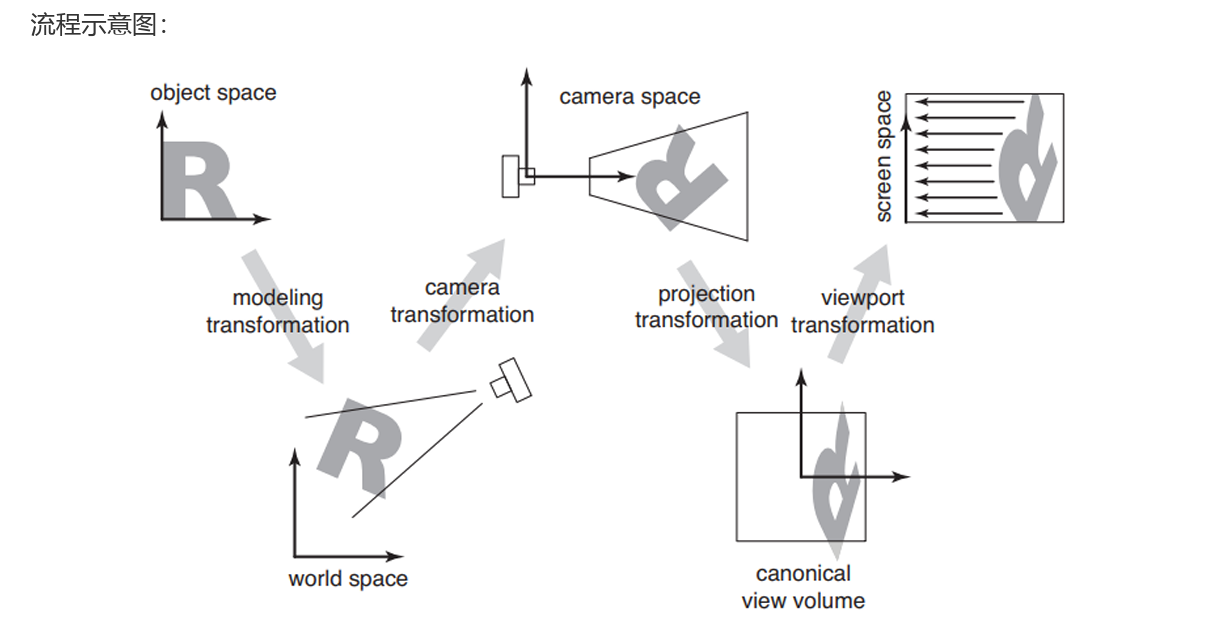 流程示意图：
object space
camera space
screen space
modeling
transformation
camera
transformation
projection
transformation
viewport
transformation
world space
canonical
view volume
R
R
R
R
R